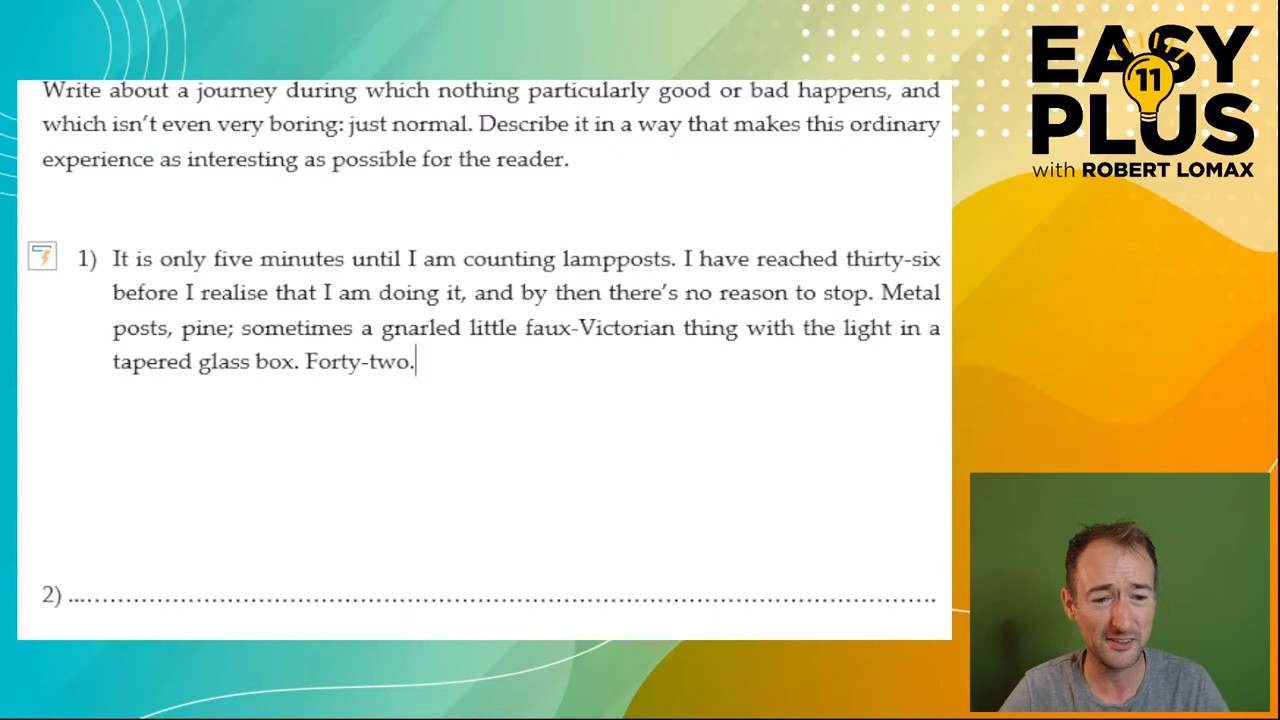 EASY
11
PLUS
with ROBERT LOMAX
Write about a journey during which nothing particularly good or bad happens, and
which isn't even very boring: just normal. Describe it in a way that makes this ordinary
experience as interesting as possible for the reader.
1) It is only five minutes until I am counting lampposts. I have reached thirty-six
before I realise that I am doing it, and by then there's no reason to stop. Metal
posts, pine; sometimes a gnarled little faux-Victorian thing with the light in a
tapered glass box. Forty-two.
2) ................................................................................................